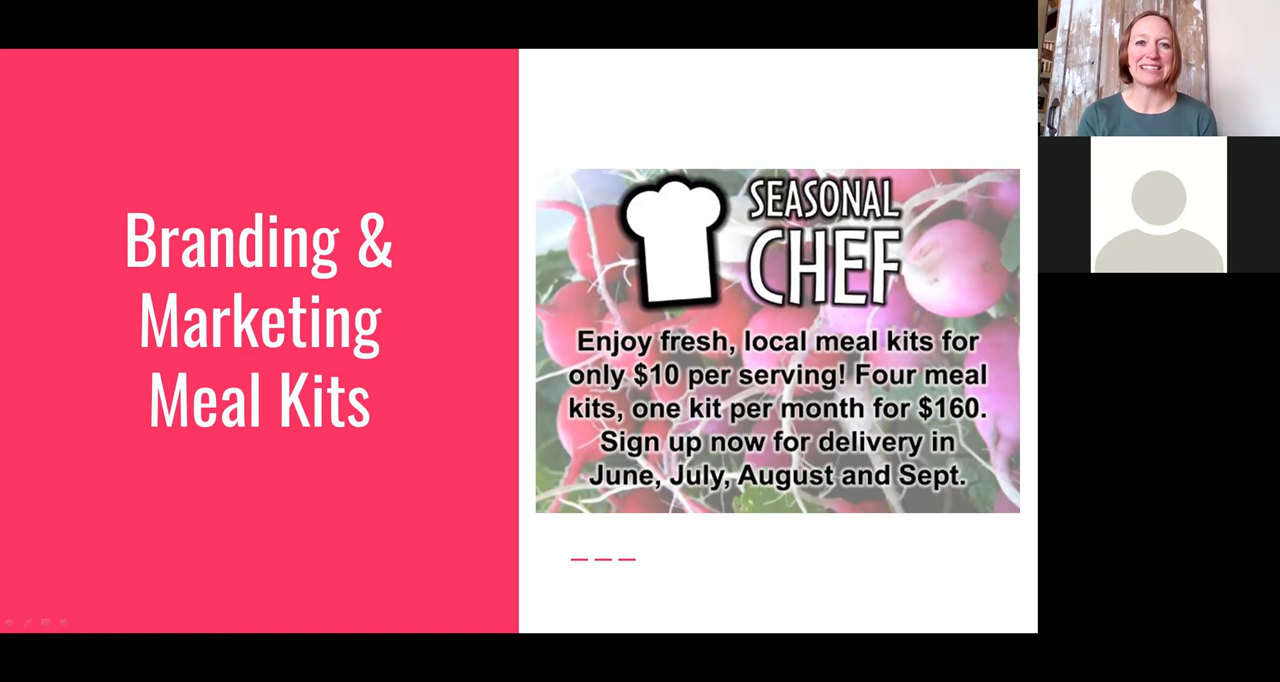 Branding &
Marketing
Meal Kits
SEASONAL
CHEF
Enjoy fresh, local meal kits for
only $10 per serving! Four meal
kits, one kit per month for $160.
Sign up now for delivery in
June, July, August and Sept.